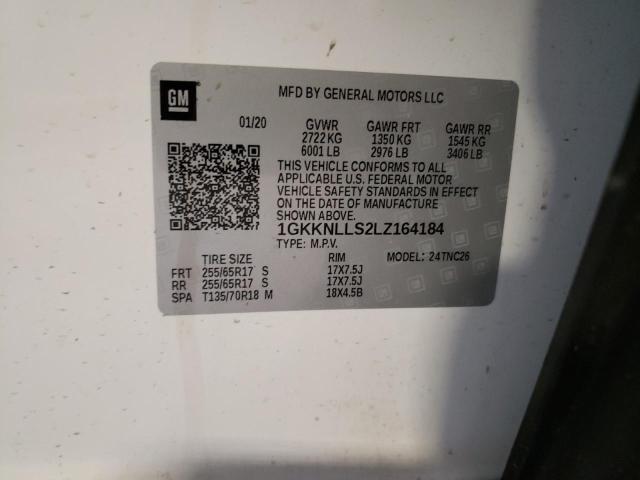 GM
MFD BY GENERAL MOTORS LLC
01/20 GVWR GAWR FRT GAWR RR
2722 KG 1350 KG 1545 KG
6001 LB 2976 LB 3406 LB
THIS VEHICLE CONFORMS TO ALL
APPLICABLE U.S. FEDERAL MOTOR
VEHICLE SAFETY STANDARDS IN EFFECT
ON THE DATE OF MANUFACTURE
SHOWN ABOVE.
1GKKNLLS2LZ164184
TYPE: M.P.V. MODEL: 24TNC26
TIRE SIZE RIM
FRT 255/65R17 S 17X7.5J
RR 255/65R17 S 17X7.5J
SPA T135/70R18 M 18X4.5B